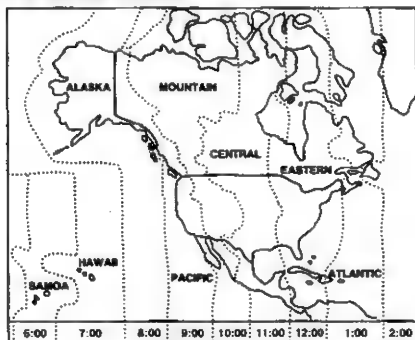 ALASKA
MOUNTAIN
CENTRAL
EASTERN
HAWAII
SAMOA
PACIFIC
ATLANTIC
6:00 7:00 8:00 9:00 10:00 11:00 12:00 1:00 2:00